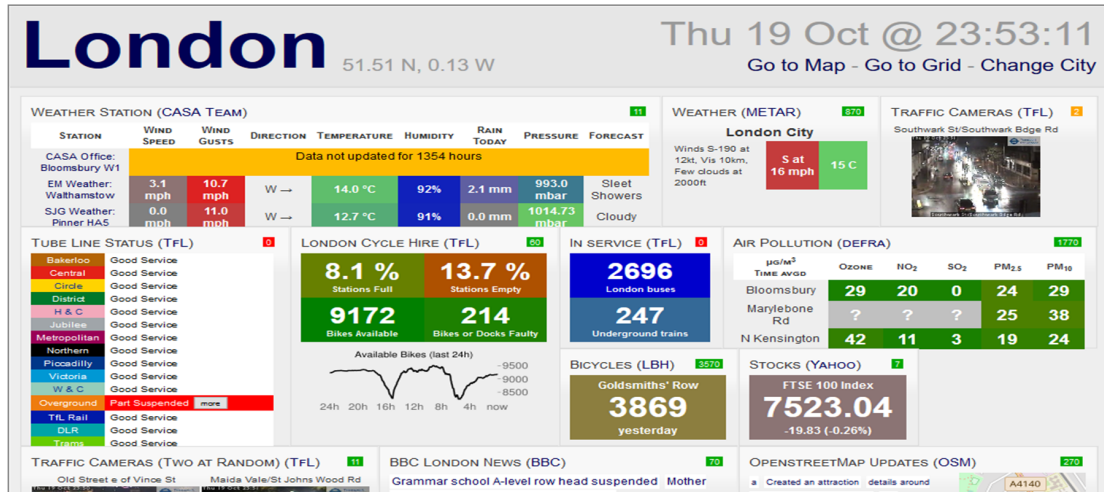 London
51.51 N, 0.13 W
Thu 19 Oct @ 23:53:11
Go to Map - Go to Grid - Change City
WEATHER STATION (CASA TEAM)
11
STATION WIND SPEED WIND GUSTS DIRECTION TEMPERATURE HUMIDITY RAIN TODAY PRESSURE FORECAST
CASA Office: Bloomsbury W1 Data not updated for 1354 hours
EM Weather: Walthamstow 3.1 mph 10.7 mph W → 14.0 °C 92% 2.1 mm 993.0 mbar Sleet Showers
SJG Weather: Pinner HA5 0.0 mph 11.0 mph W → 12.7 °C 91% 0.0 mm 1014.73 mbar Cloudy
WEATHER (METAR)
870
London City
Winds S-190 at
12kt, Vis 10km,
Few clouds at
2000ft
S at
16 mph
15 C
TRAFFIC CAMERAS (TFL)
2
Southwark St/Southwark Bdge Rd
Southwark St/Southwark Bdge Rd,
TUBE LINE STATUS (TFL)
0
Bakerloo Good Service
Central Good Service
Circle Good Service
District Good Service
H & C Good Service
Jubilee Good Service
Metropolitan Good Service
Northern Good Service
Piccadilly Good Service
Victoria Good Service
W & C Good Service
Overground Part Suspended more
TfL Rail Good Service
DLR Good Service
Trams Good Service
LONDON CYCLE HIRE (TFL)
60
8.1 %
Stations Full
13.7 %
Stations Empty
9172
Bikes Available
214
Bikes or Docks Faulty
Available Bikes (last 24h)
9500
9000
8500
24h 20h 16h 12h 8h 4h now
IN SERVICE (TFL)
0
2696
London buses
247
Underground trains
AIR POLLUTION (DEFRA)
1770
µG/M³
TIME AVGD OZONE NO₂ SO₂ PM₂.₅ PM₁₀
Bloomsbury 29 20 0 24 29
Marylebone Rd ? ? ? 25 38
N Kensington 42 11 3 19 24
BICYCLES (LBH)
3570
Goldsmiths' Row
3869
yesterday
STOCKS (YAHOO)
7
FTSE 100 Index
7523.04
-19.83 (-0.26%)
TRAFFIC CAMERAS (TWO AT RANDOM) (TFL)
11
Old Street e of Vince St
Maida Vale/St Johns Wood Rd
BBC LONDON NEWS (BBC)
70
Grammar school A-level row head suspended Mother
OPENSTREETMAP UPDATES (OSM)
270
a Created an attraction details around
A4140